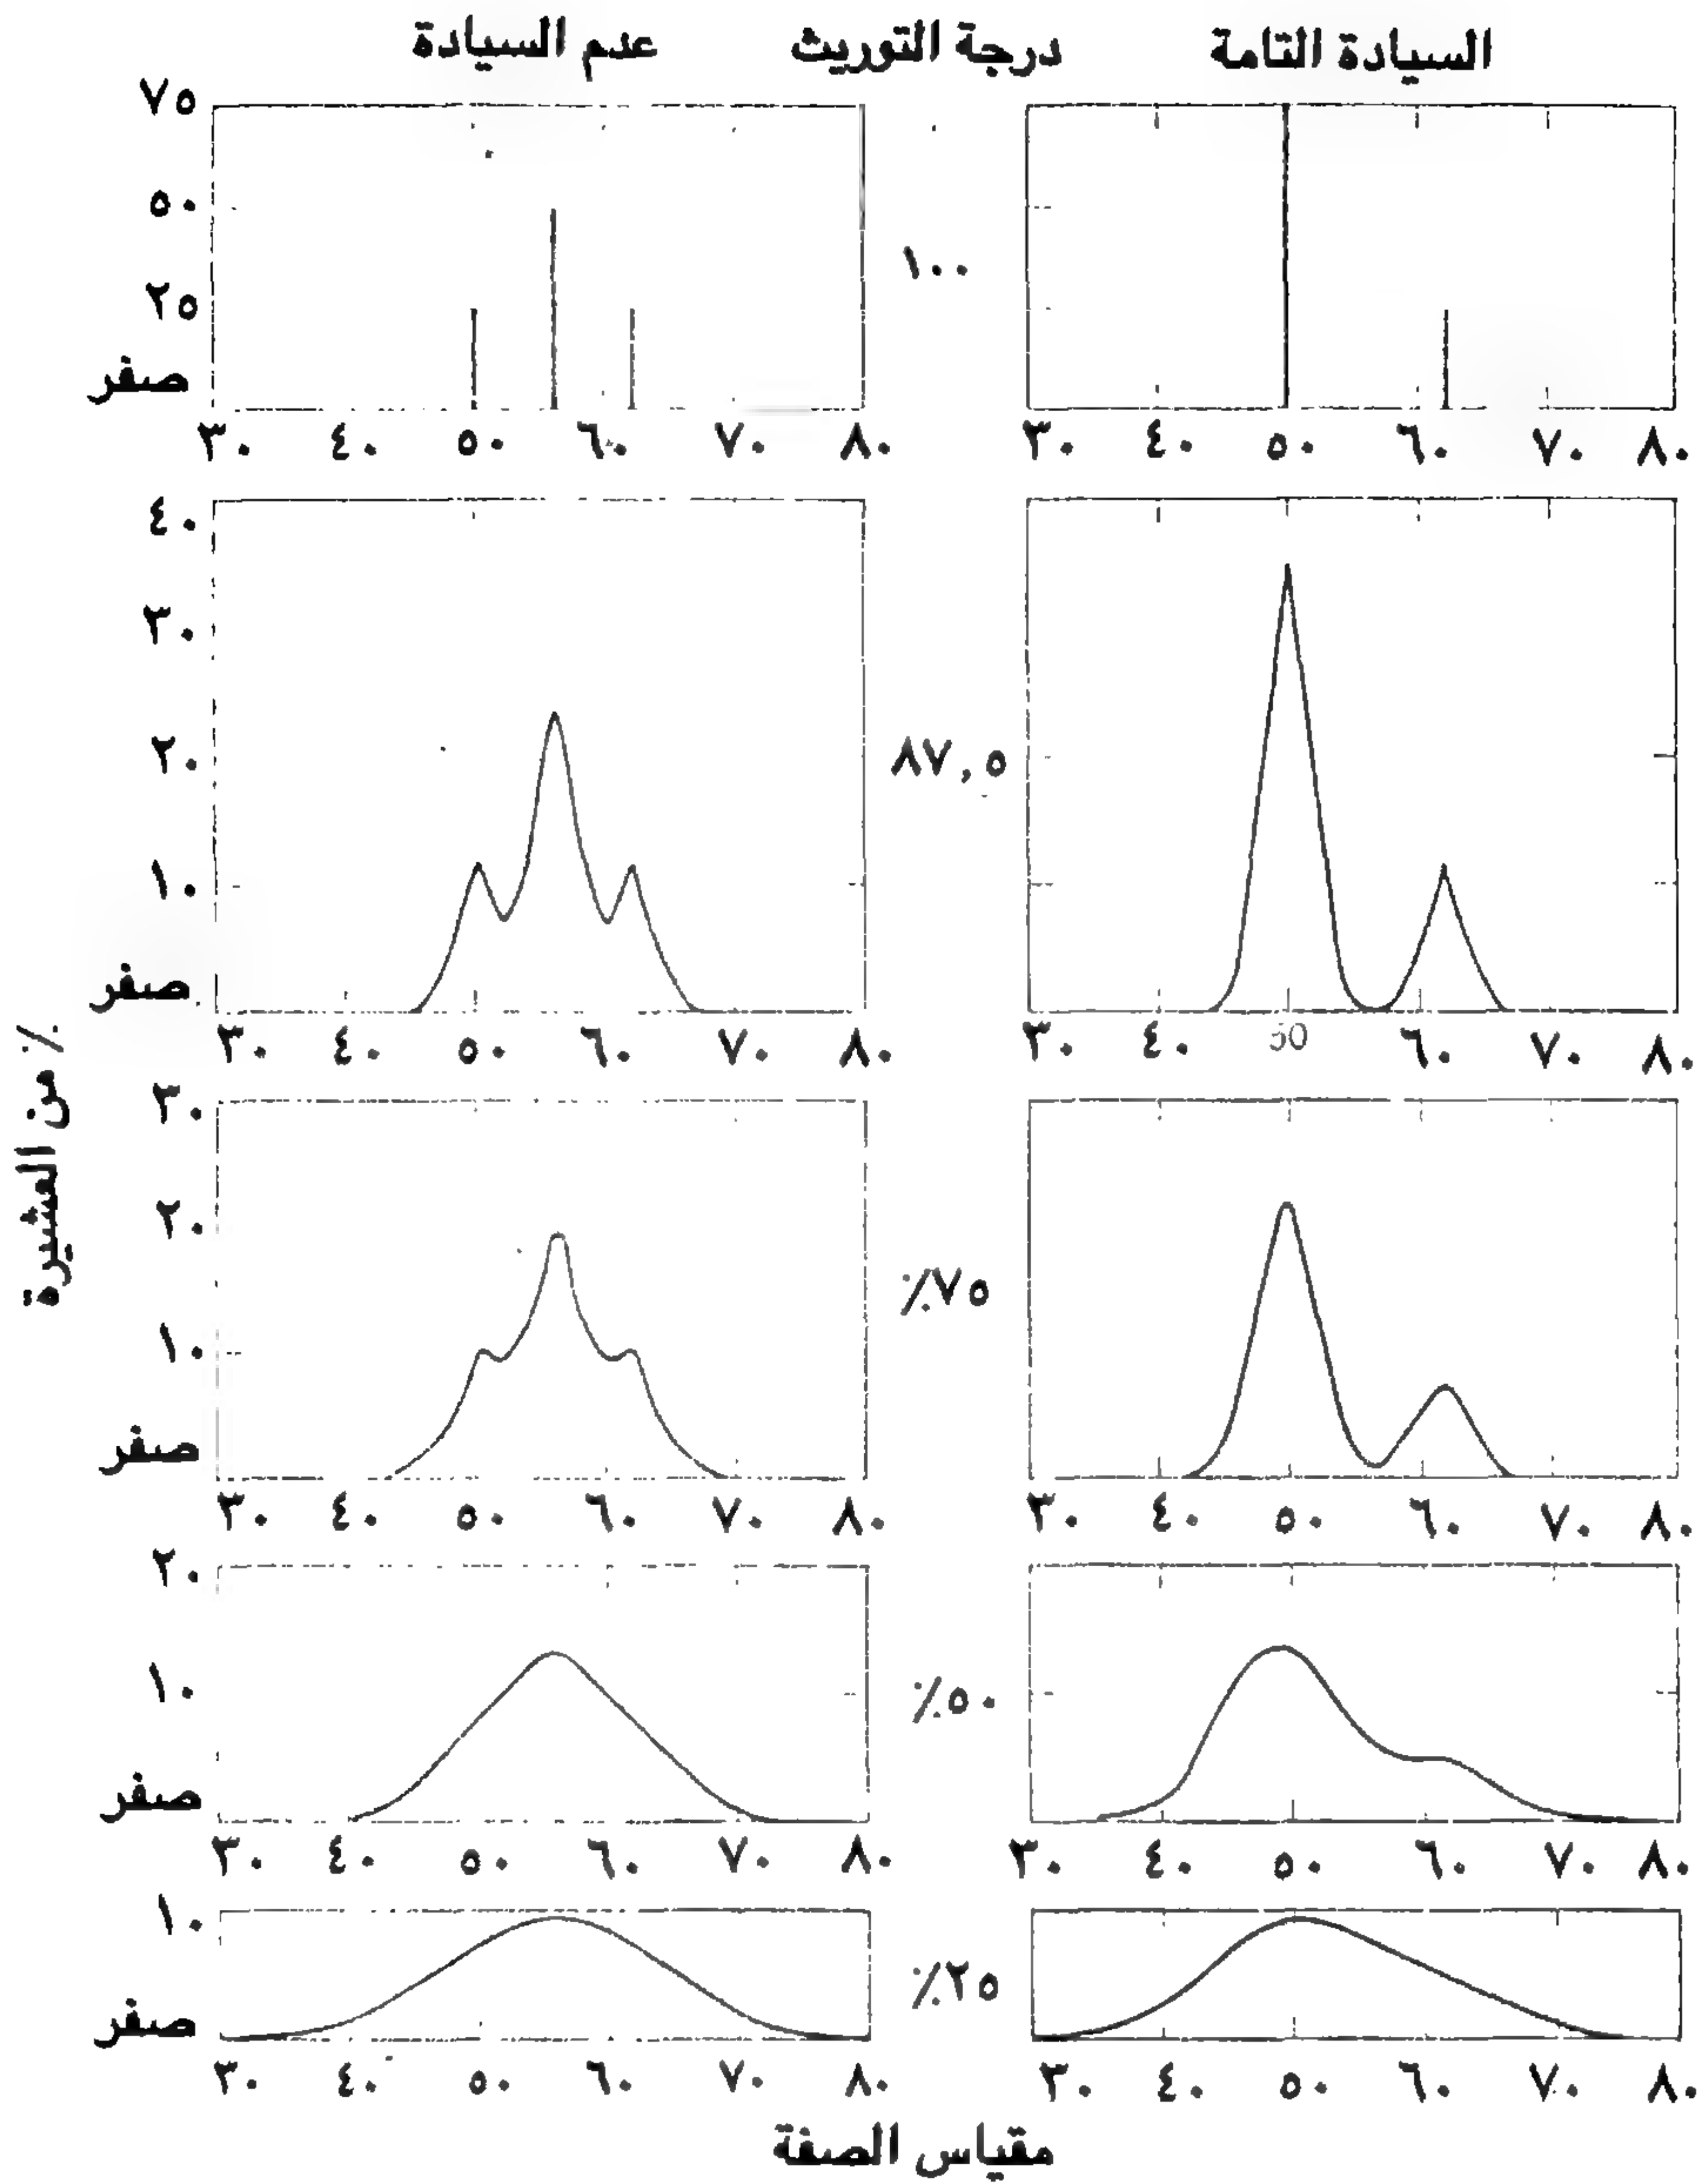 السيادة التامة درجة التوريث عدم السيادة
٧٥
٥٠
٢٥
صفر
١٠٠
٣٠ ٤٠ ٥٠ ٦٠ ٧٠ ٨٠
٣٠ ٤٠ ٥٠ ٦٠ ٧٠ ٨٠
٤٠
٣٠
٢٠
١٠
صفر
٨٧,٥
٣٠ ٤٠ ٥٠ ٦٠ ٧٠ ٨٠
٣٠ ٤٠ 50 ٦٠ ٧٠ ٨٠
% من العشيرة
٣٠
٢٠
١٠
صفر
٪٧٥
٣٠ ٤٠ ٥٠ ٦٠ ٧٠ ٨٠
٣٠ ٤٠ ٥٠ ٦٠ ٧٠ ٨٠
٢٠
١٠
صفر
٪٥٠
٣٠ ٤٠ ٥٠ ٦٠ ٧٠ ٨٠
٣٠ ٤٠ ٥٠ ٦٠ ٧٠ ٨٠
١٠
صفر
٪٢٥
٣٠ ٤٠ ٥٠ ٦٠ ٧٠ ٨٠
٣٠ ٤٠ ٥٠ ٦٠ ٧٠ ٨٠
مقياس الصفة